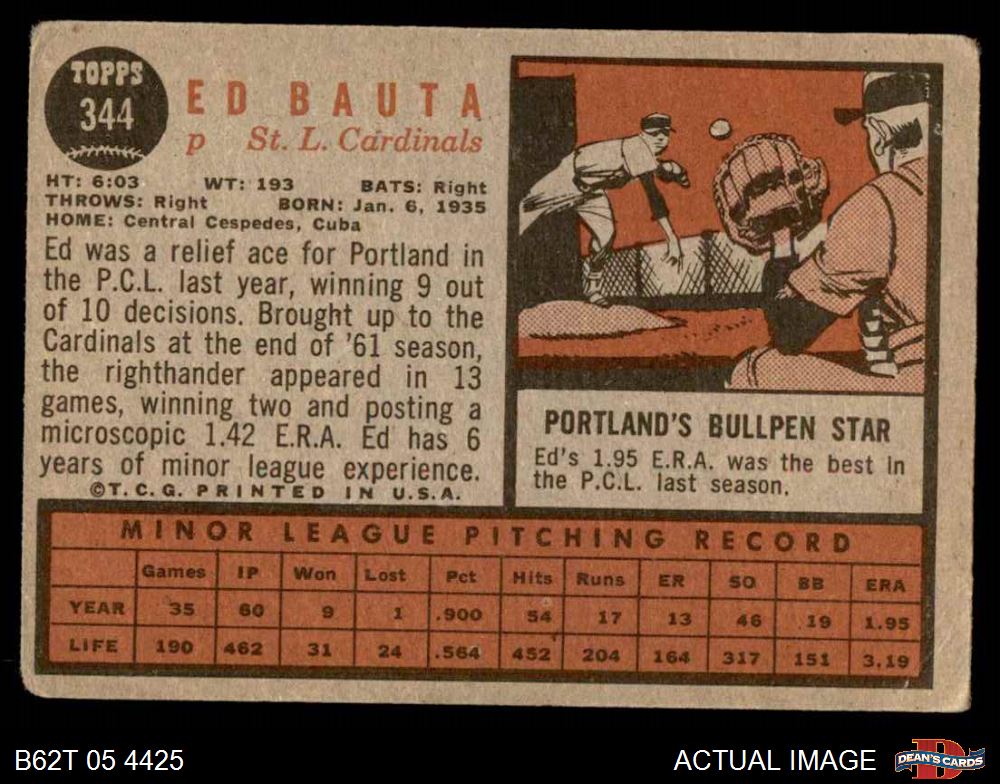 TOPPS
344
ED BAUTA
p St. L. Cardinals
HT: 6:03 WT: 193 BATS: Right
THROWS: Right BORN: Jan. 6, 1935
HOME: Central Cespedes, Cuba
Ed was a relief ace for Portland in
the P.C.L. last year, winning 9 out
of 10 decisions. Brought up to the
Cardinals at the end of '61 season,
the righthander appeared in 13
games, winning two and posting a
microscopic 1.42 E.R.A. Ed has 6
years of minor league experience.
©T.C.G. PRINTED IN U.S.A.
PORTLAND'S BULLPEN STAR
Ed's 1.95 E.R.A. was the best in
the P.C.L. last season.
MINOR LEAGUE PITCHING RECORD
Games IP Won Lost Pct Hits Runs ER SO BB ERA
YEAR 35 60 9 1 .900 54 17 13 46 19 1.95
LIFE 190 462 31 24 .564 452 204 164 317 151 3.19
B62T 05 4425
ACTUAL IMAGE
DEAN'S CARDS